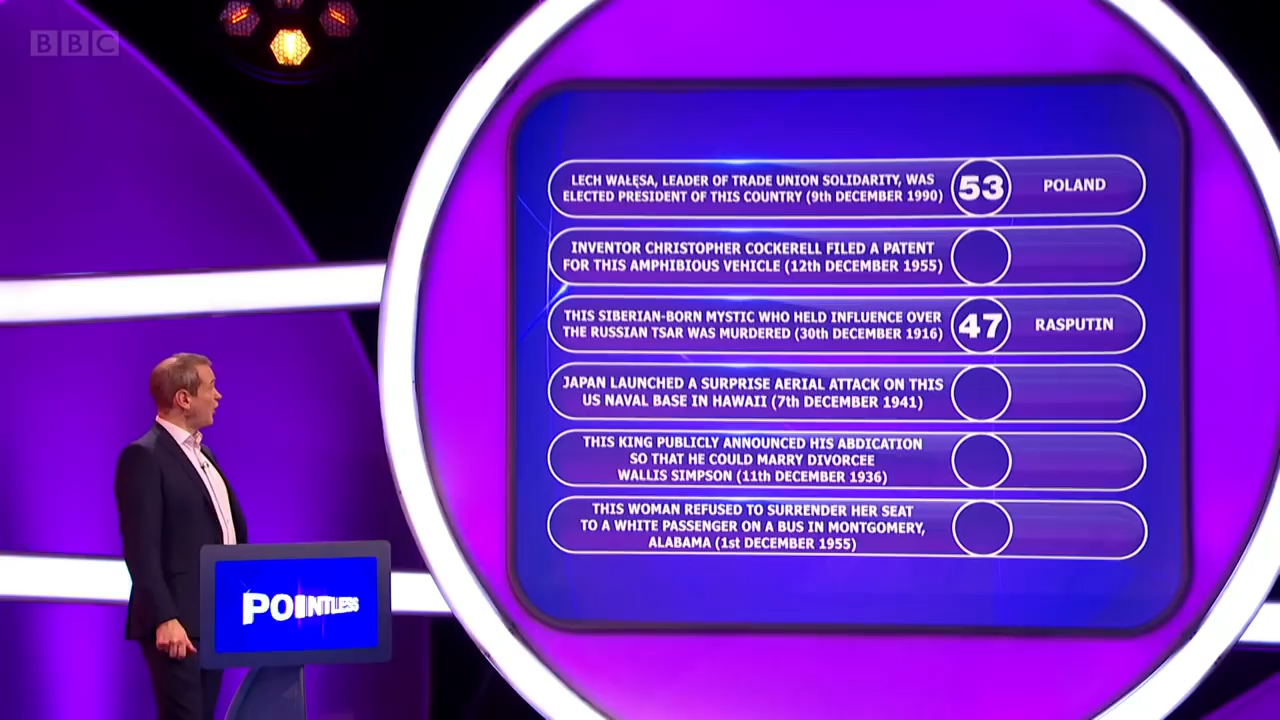 BBC
LECH WAŁĘSA, LEADER OF TRADE UNION SOLIDARITY, WAS
ELECTED PRESIDENT OF THIS COUNTRY (9th DECEMBER 1990)
53
POLAND
INVENTOR CHRISTOPHER COCKERELL FILED A PATENT
FOR THIS AMPHIBIOUS VEHICLE (12th DECEMBER 1955)
THIS SIBERIAN-BORN MYSTIC WHO HELD INFLUENCE OVER
THE RUSSIAN TSAR WAS MURDERED (30th DECEMBER 1916)
47
RASPUTIN
JAPAN LAUNCHED A SURPRISE AERIAL ATTACK ON THIS
US NAVAL BASE IN HAWAII (7th DECEMBER 1941)
THIS KING PUBLICLY ANNOUNCED HIS ABDICATION
SO THAT HE COULD MARRY DIVORCEE
WALLIS SIMPSON (11th DECEMBER 1936)
THIS WOMAN REFUSED TO SURRENDER HER SEAT
TO A WHITE PASSENGER ON A BUS IN MONTGOMERY,
ALABAMA (1st DECEMBER 1955)
POINTLESS